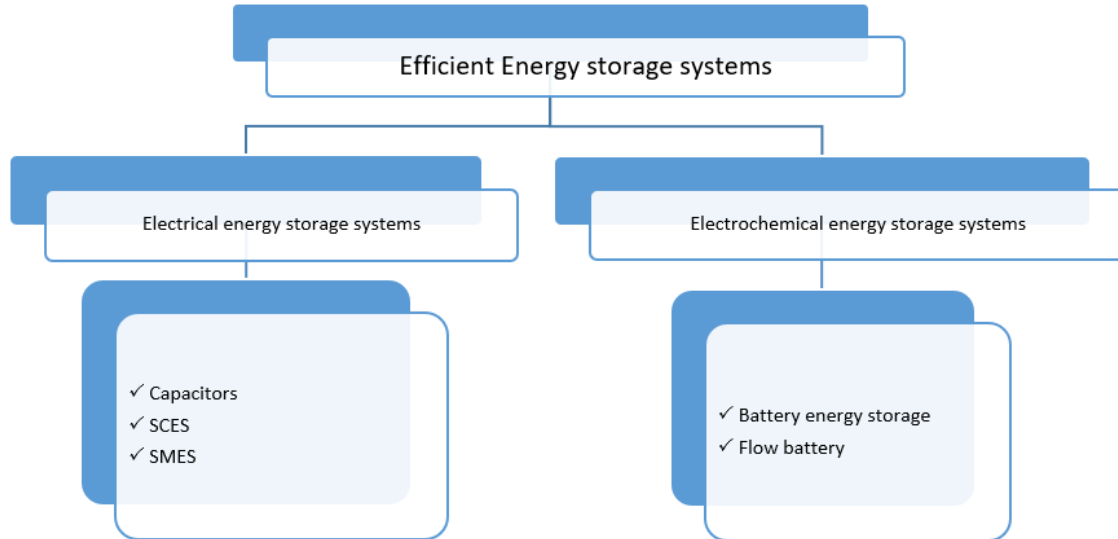 Efficient Energy storage systems
Electrical energy storage systems
Electrochemical energy storage systems
✓ Capacitors
✓ SCES
✓ SMES
✓ Battery energy storage
✓ Flow battery